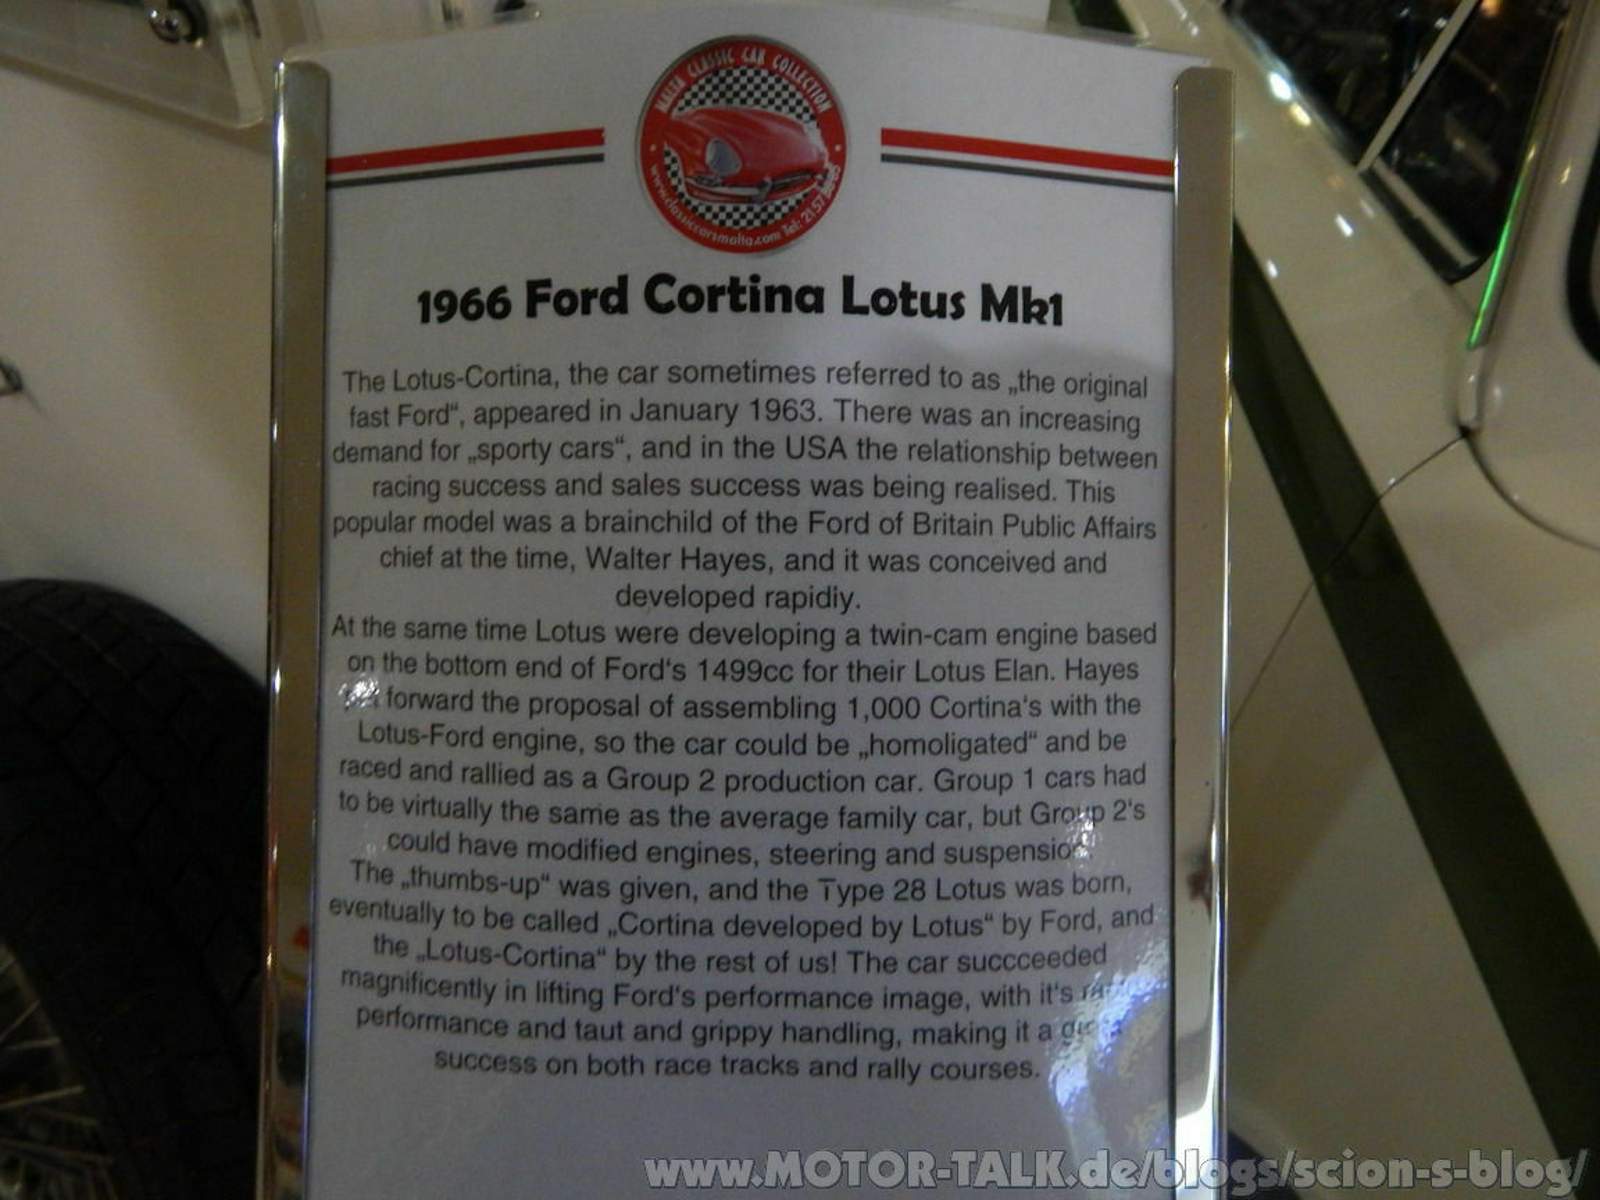 MALTA CLASSIC CAR COLLECTION
www.classiccarsmalta.com Tel: 2157
1966 Ford Cortina Lotus Mk1
The Lotus-Cortina, the car sometimes referred to as „the original
fast Ford“, appeared in January 1963. There was an increasing
demand for „sporty cars“, and in the USA the relationship between
racing success and sales success was being realised. This
popular model was a brainchild of the Ford of Britain Public Affairs
chief at the time, Walter Hayes, and it was conceived and
developed rapidiy.
At the same time Lotus were developing a twin-cam engine based
on the bottom end of Ford's 1499cc for their Lotus Elan. Hayes
forward the proposal of assembling 1,000 Cortina's with the
Lotus-Ford engine, so the car could be „homoligated“ and be
raced and rallied as a Group 2 production car. Group 1 cars had
to be virtually the same as the average family car, but Group 2's
could have modified engines, steering and suspension.
The „thumbs-up“ was given, and the Type 28 Lotus was born,
eventually to be called „Cortina developed by Lotus“ by Ford, and
the „Lotus-Cortina“ by the rest of us! The car succceeded
magnificently in lifting Ford's performance image, with it's
performance and taut and grippy handling, making it a
success on both race tracks and rally courses.
www.MOTOR-TALK.de/blogs/scion-s-blog/